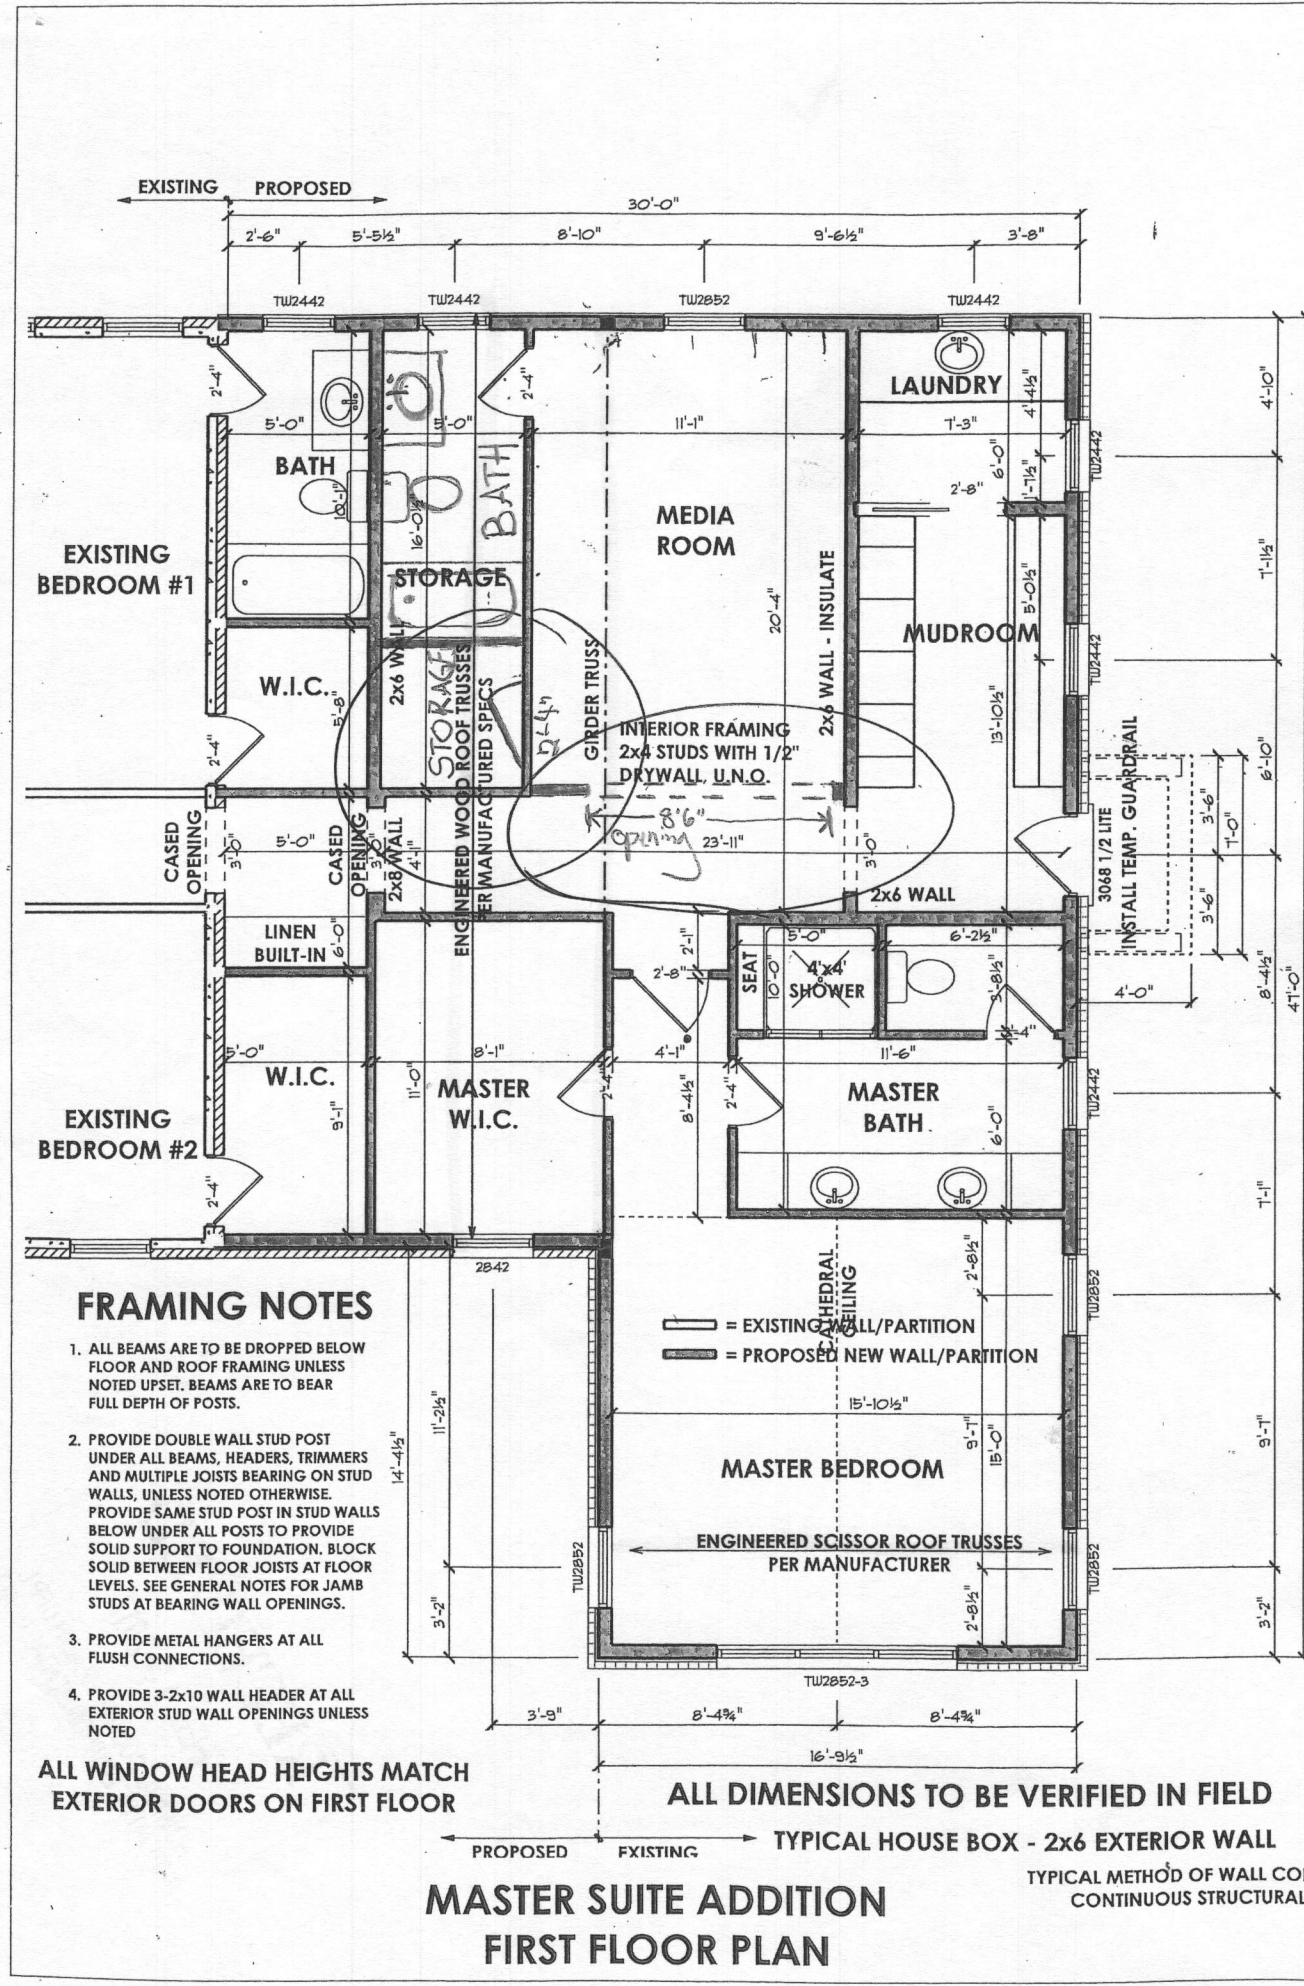 EXISTING
PROPOSED
30'-0"
2'-6"
5'-5½"
8'-10"
9'-6½"
3'-8"
TW2442
TW2442
TW2852
TW2442
2'-4"
2'-4"
LAUNDRY
4'-4½"
4'-10"
5'-0"
5'-0"
11'-1"
7'-3"
TW2442
BATH
BATH
6'-0"
1'-7½"
2'-8"
10'-1"
16'-0½"
MEDIA
ROOM
EXISTING
BEDROOM #1
STORAGE
2x6 WALL - INSULATE
5'-0½"
7'-1½"
20'-4"
MUDROOM
TW2442
2x6 WALL
STORAGE
W.I.C.
5'-8"
2'-4"
2'-4"
GIRDER TRUSS
INTERIOR FRAMING
2x4 STUDS WITH 1/2"
DRYWALL, U.N.O.
13'-10½"
6'-10"
ENGINEERED WOOD ROOF TRUSSES
PER MANUFACTURED SPECS
8'6"
CASED
OPENING
3'-0"
5'-0"
CASED
OPENING
3'-0"
2x8 WALL
4'-1"
23'-11"
3'-0"
3068 1/2 LITE
INSTALL TEMP. GUARDRAIL
3'-6"
7'-0"
3'-6"
2x6 WALL
LINEN
BUILT-IN
6'-0"
2'-1"
2'-8"
5'-0"
6'-2½"
SEAT
10'-0"
4'x4'
SHOWER
3'-8½"
4'-0"
8'-4½"
47'-0"
5'-0"
8'-1"
4'-1"
11'-6"
W.I.C.
MASTER
W.I.C.
11'-0"
2'-4"
8'-4½"
2'-4"
MASTER
BATH
TW2442
9'-1"
6'-0"
EXISTING
BEDROOM #2
2'-4"
7'-1"
2842
2'-8½"
CATHEDRAL
CEILING
TW2852
FRAMING NOTES
= EXISTING WALL/PARTITION
= PROPOSED NEW WALL/PARTITION
1. ALL BEAMS ARE TO BE DROPPED BELOW
FLOOR AND ROOF FRAMING UNLESS
NOTED UPSET. BEAMS ARE TO BEAR
FULL DEPTH OF POSTS.
2. PROVIDE DOUBLE WALL STUD POST
UNDER ALL BEAMS, HEADERS, TRIMMERS
AND MULTIPLE JOISTS BEARING ON STUD
WALLS, UNLESS NOTED OTHERWISE.
PROVIDE SAME STUD POST IN STUD WALLS
BELOW UNDER ALL POSTS TO PROVIDE
SOLID SUPPORT TO FOUNDATION. BLOCK
SOLID BETWEEN FLOOR JOISTS AT FLOOR
LEVELS. SEE GENERAL NOTES FOR JAMB
STUDS AT BEARING WALL OPENINGS.
3. PROVIDE METAL HANGERS AT ALL
FLUSH CONNECTIONS.
4. PROVIDE 3-2x10 WALL HEADER AT ALL
EXTERIOR STUD WALL OPENINGS UNLESS
NOTED
14'-4½"
11'-2½"
3'-2"
15'-10½"
9'-7"
15'-0"
9'-7"
MASTER BEDROOM
ENGINEERED SCISSOR ROOF TRUSSES
PER MANUFACTURER
TW2852
TW2852
2'-8½"
3'-2"
TW2852-3
3'-9"
8'-4¾"
8'-4¾"
16'-9½"
ALL WINDOW HEAD HEIGHTS MATCH
EXTERIOR DOORS ON FIRST FLOOR
ALL DIMENSIONS TO BE VERIFIED IN FIELD
PROPOSED
EXISTING
TYPICAL HOUSE BOX - 2x6 EXTERIOR WALL
TYPICAL METHOD OF WALL CO
CONTINUOUS STRUCTURAL
MASTER SUITE ADDITION
FIRST FLOOR PLAN